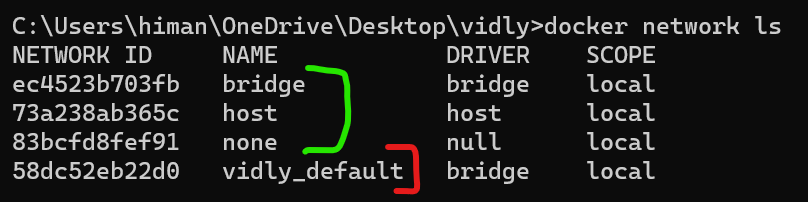 C:\Users\himan\OneDrive\Desktop\vidly>docker network ls
NETWORK ID     NAME            DRIVER    SCOPE
ec4523b703fb   bridge          bridge    local
73a238ab365c   host            host      local
83bcfd8fef91   none            null      local
58dc52eb22d0   vidly_default   bridge    local